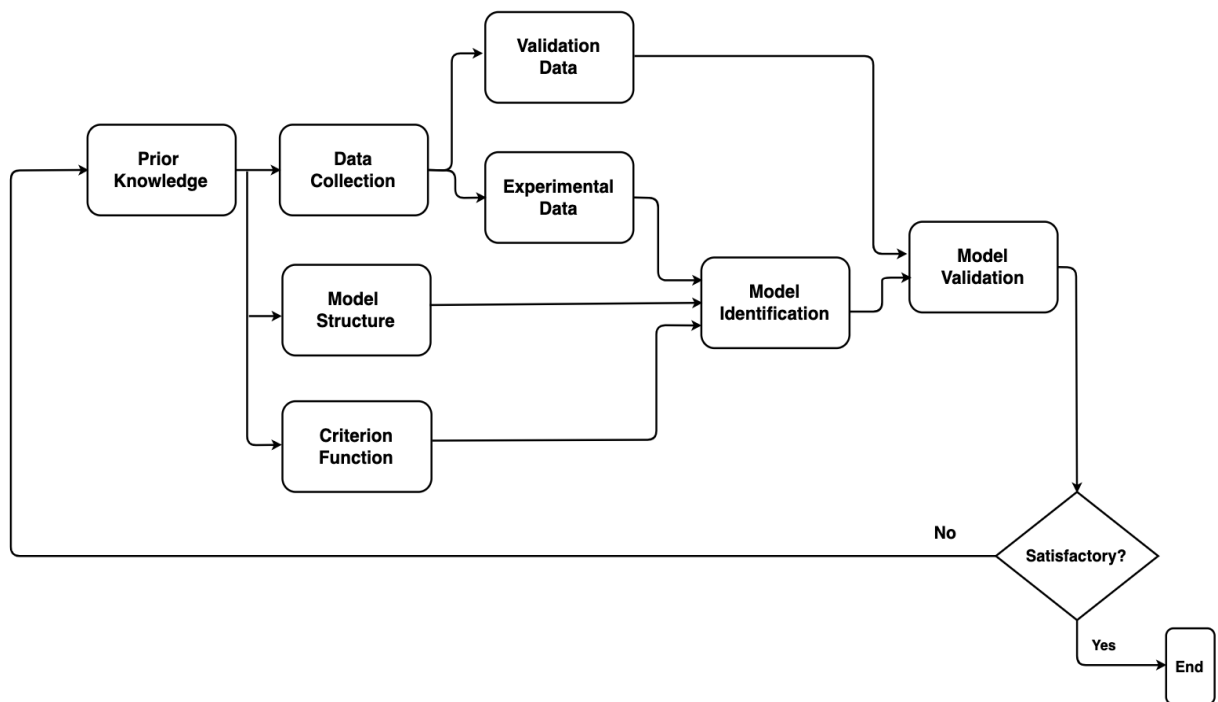 Validation
Data
Prior
Knowledge
Data
Collection
Experimental
Data
Model
Structure
Model
Identification
Model
Validation
Criterion
Function
No
Satisfactory?
Yes
End